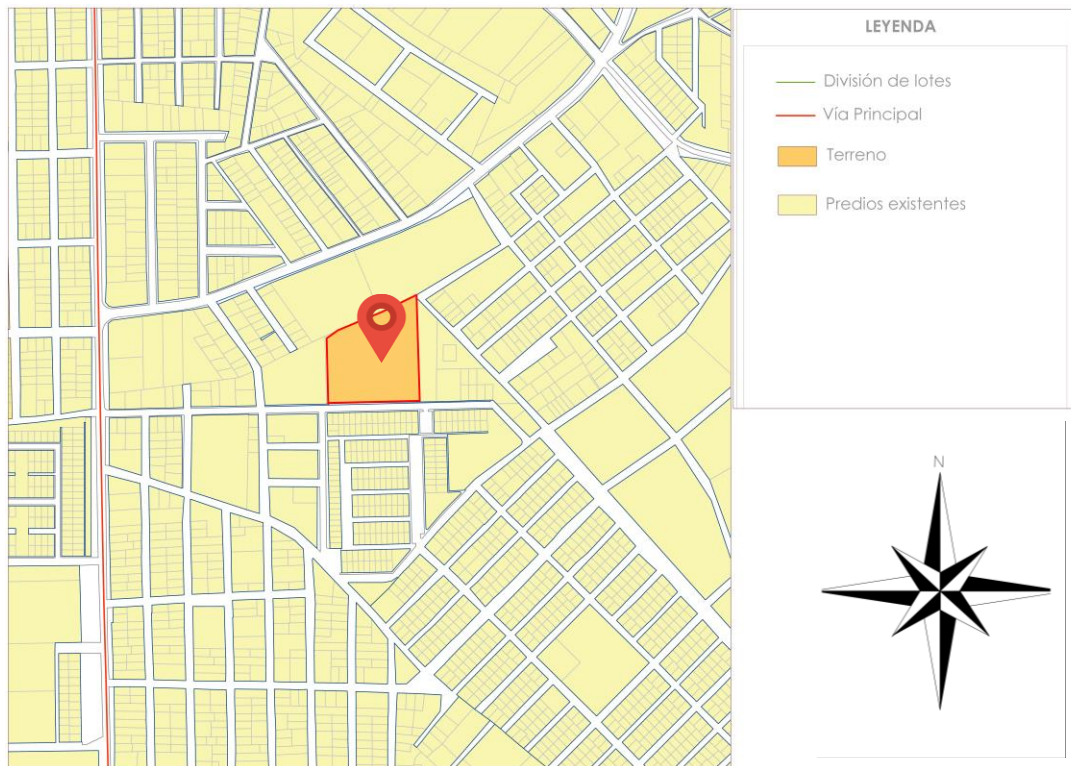 LEYENDA
División de lotes
Vía Principal
Terreno
Predios existentes
N